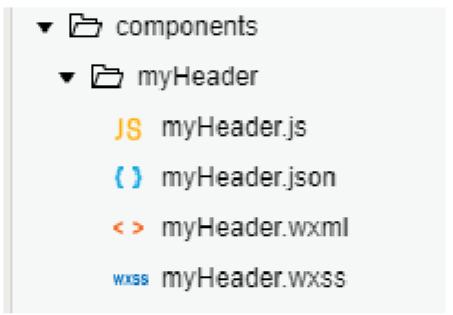 components
myHeader
JS myHeader.js
{ } myHeader.json
< > myHeader.wxml
wxss myHeader.wxss